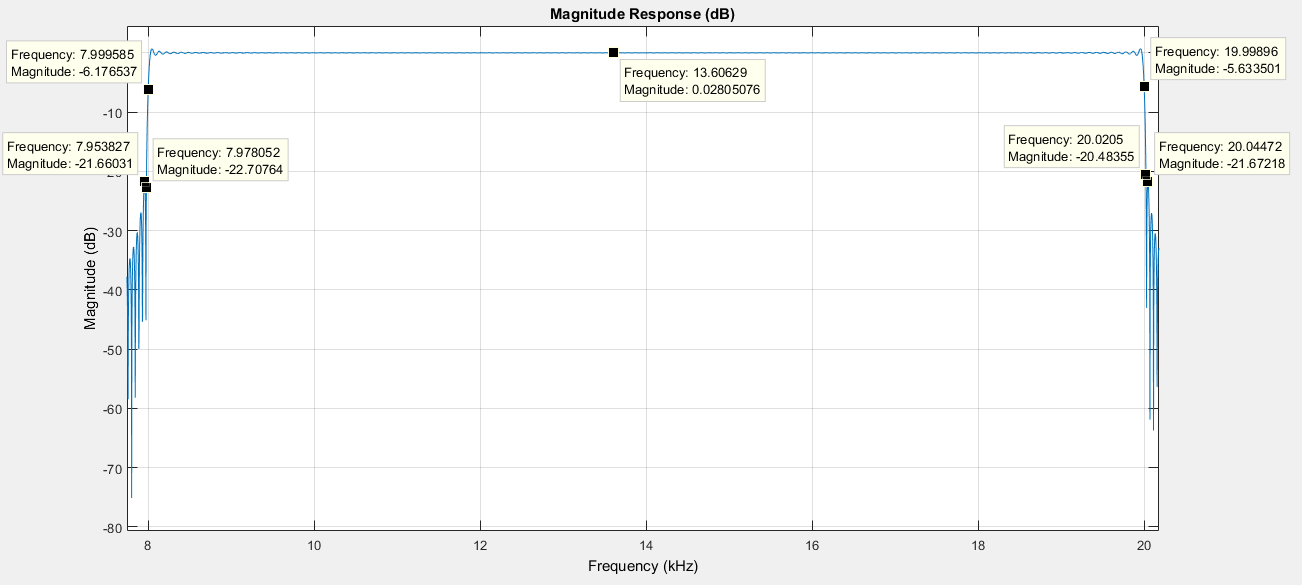 Magnitude Response (dB)
Frequency: 7.999585
Magnitude: -6.176537
Frequency: 13.60629
Magnitude: 0.02805076
Frequency: 19.99896
Magnitude: -5.633501
Frequency: 7.953827
Magnitude: -21.66031
Frequency: 7.978052
Magnitude: -22.70764
Frequency: 20.0205
Magnitude: -20.48355
Frequency: 20.04472
Magnitude: -21.67218
Magnitude (dB)
-10
-30
-40
-50
-60
-70
-80
8 10 12 14 16 18 20
Frequency (kHz)